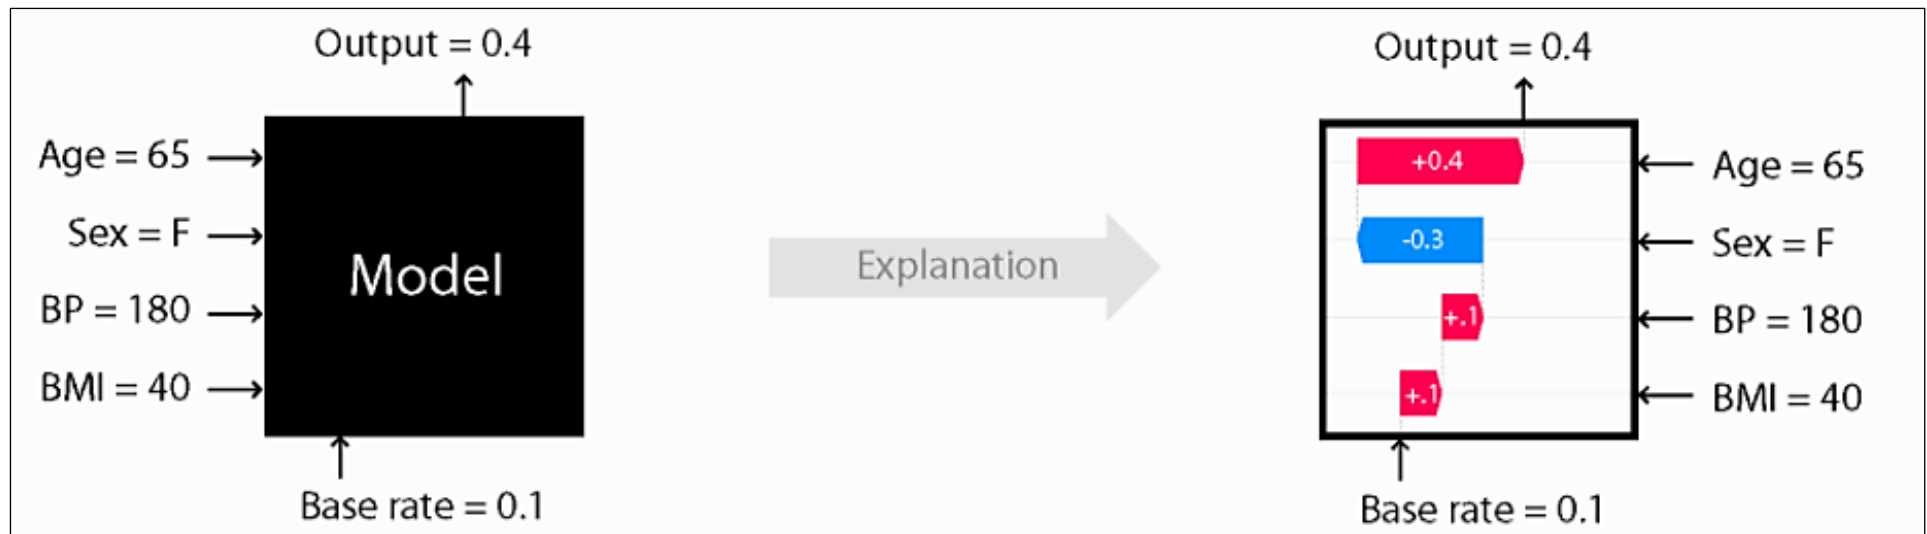 Output = 0.4
Age = 65
Sex = F
BP = 180
BMI = 40
Model
Base rate = 0.1
Explanation
Output = 0.4
+0.4
-0.3
+.1
+.1
Age = 65
Sex = F
BP = 180
BMI = 40
Base rate = 0.1